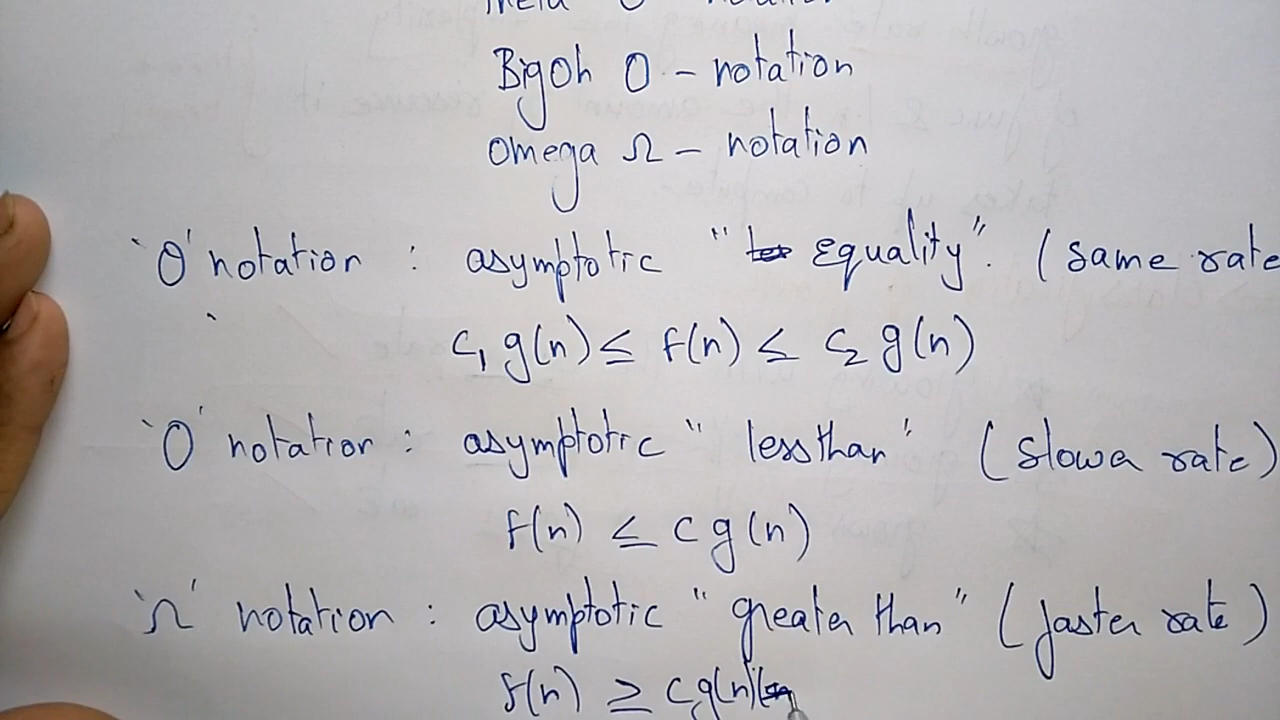 Bigoh O - notation
Omega Ω - notation
'θ' notation : asymptotic " equality". (same rate
C₁ g(n) ≤ f(n) ≤ C₂ g(n)
'O' notation : asymptotic "lessthan" (slower rate)
f(n) ≤ c g(n)
'Ω' notation : asymptotic "greater than" (faster rate)
f(n) ≥ c g(n)